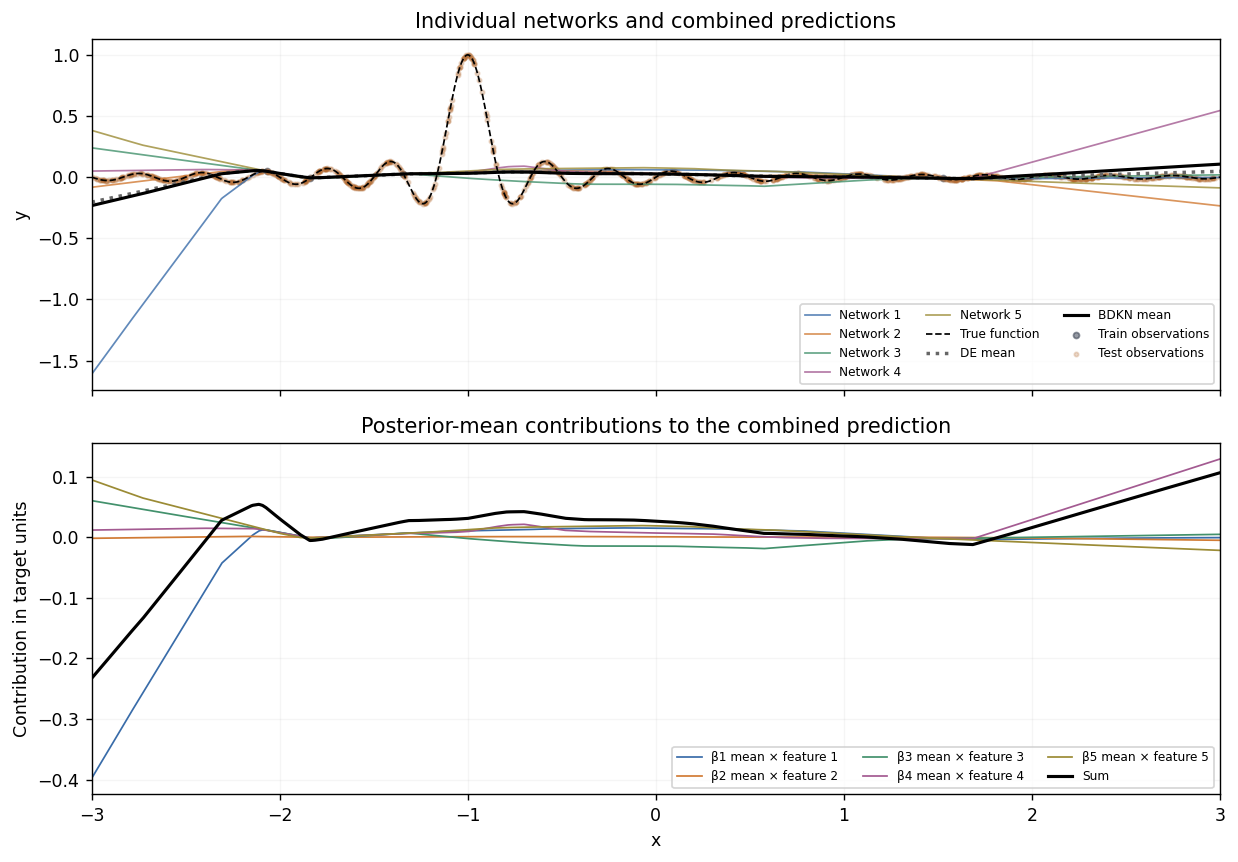 Individual networks and combined predictions
1.0
0.5
0.0
−0.5
−1.0
−1.5
y
Network 1
Network 2
Network 3
Network 4
Network 5
True function
DE mean
BDKN mean
Train observations
Test observations
Posterior-mean contributions to the combined prediction
0.1
0.0
−0.1
−0.2
−0.3
−0.4
Contribution in target units
β1 mean × feature 1
β2 mean × feature 2
β3 mean × feature 3
β4 mean × feature 4
β5 mean × feature 5
Sum
−3
−2
−1
0
1
2
3
x